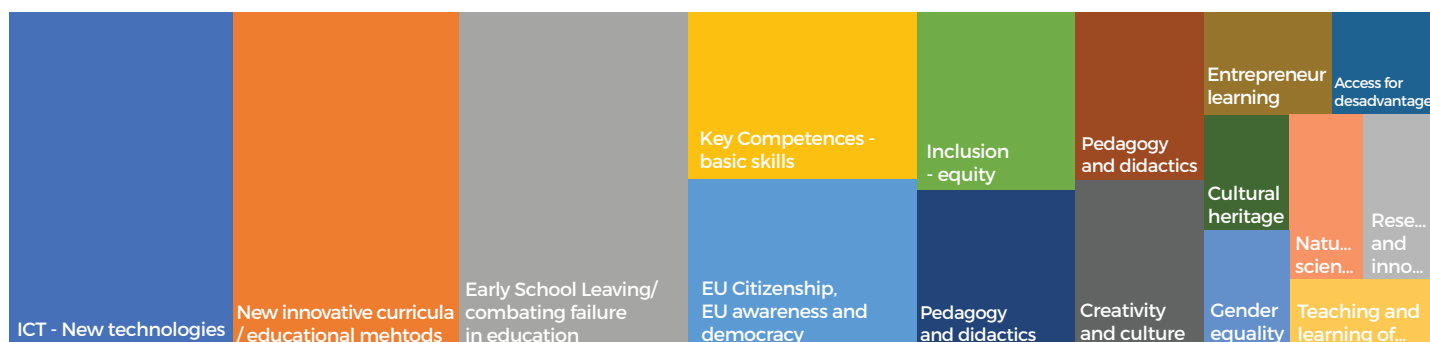 ICT - New technologies
New innovative curricula
/ educational mehtods
Early School Leaving/
combating failure
in education
Key Competences -
basic skills
EU Citizenship,
EU awareness and
democracy
Inclusion
- equity
Pedagogy
and didactics
Pedagogy
and didactics
Creativity
and culture
Entrepreneur
learning
Access for
desadvantage
Cultural
heritage
Gender
equality
Natu...
scien...
Rese...
and
inno...
Teaching and
learning of...